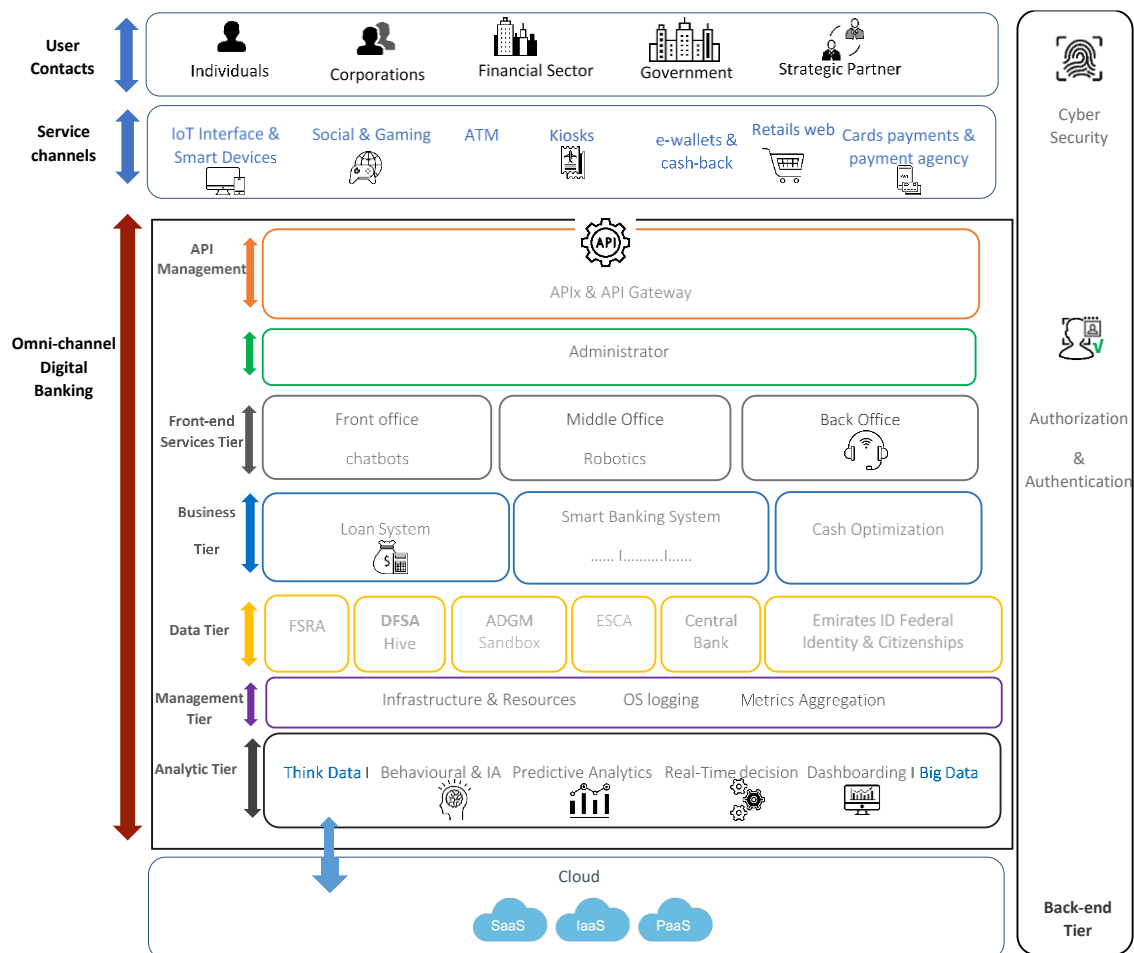 User
Contacts
Individuals
Corporations
Financial Sector
Government
Strategic Partner
Service
channels
IoT Interface &
Smart Devices
Social & Gaming
ATM
Kiosks
e-wallets &
cash-back
Retails web
Cards payments &
payment agency
Omni-channel
Digital
Banking
API
Management
API
APIx & API Gateway
Administrator
Front-end
Services Tier
Front office
chatbots
Middle Office
Robotics
Back Office
Business
Tier
Loan System
$
Smart Banking System
...... I..........I......
Cash Optimization
Data Tier
FSRA
DFSA
Hive
ADGM
Sandbox
ESCA
Central
Bank
Emirates ID Federal
Identity & Citizenships
Management
Tier
Infrastructure & Resources
OS logging
Metrics Aggregation
Analytic Tier
Think Data I
Behavioural & IA
Predictive Analytics
Real-Time decision
Dashboarding I Big Data
Cloud
SaaS
IaaS
PaaS
Cyber
Security
Authorization
&
Authentication
Back-end
Tier